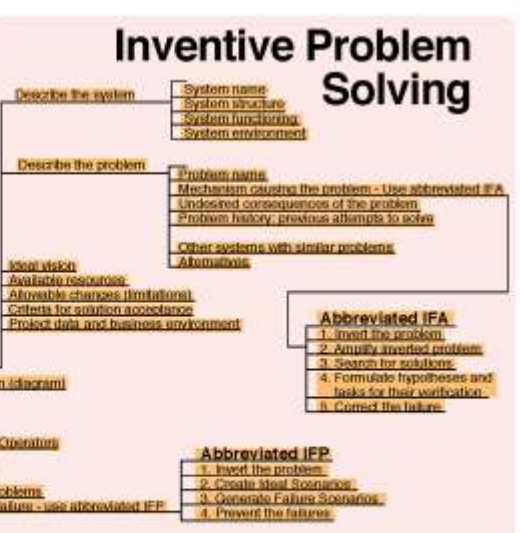 Inventive Problem
Solving
Describe the system
System name
System structure
System functioning
System environment
Describe the problem
Problem name
Mechanism causing the problem - Use abbreviated IFA
Undesired consequences of the problem
Problem history: previous attempts to solve
Other systems with similar problems
Alternatives
Ideal vision
Available resources
Allowable changes (limitations)
Criteria for solution acceptance
Project data and business environment
Abbreviated IFA
1. Invert the problem
2. Amplify inverted problem
3. Search for solutions
4. Formulate hypotheses and
tasks for their verification
5. Correct the failure
(diagram)
Operators
Abbreviated IFP
1. Invert the problem
2. Create Ideal Scenarios
3. Generate Failure Scenarios
4. Prevent the failures
- use abbreviated IFP